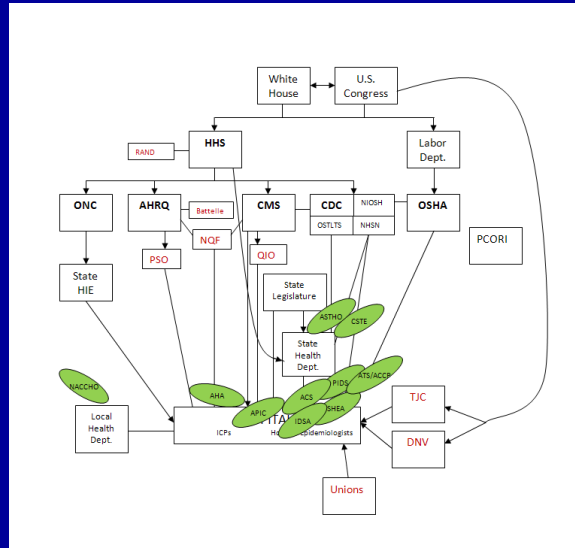 White
House
U.S.
Congress
HHS
RAND
Labor
Dept.
ONC
AHRQ
Battelle
CMS
CDC
NIOSH
OSTLTS
NHSN
OSHA
NQF
PSO
QIO
PCORI
State
HIE
State
Legislature
ASTHO
CSTE
State
Health
Dept.
NACCHO
AHA
ACS
PIDS
ATS/ACCP
APIC
IDSA
SHEA
Local
Health
Dept.
ICPs
Epidemiologists
TJC
DNV
Unions